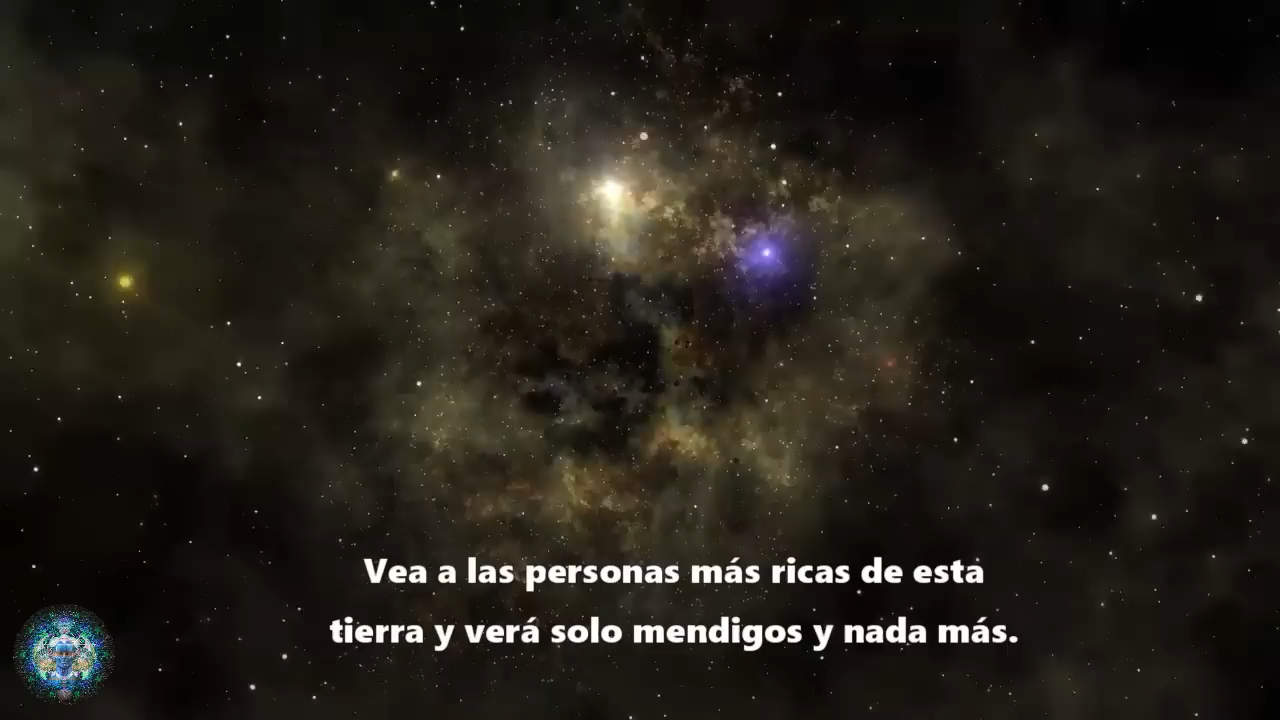 Vea a las personas más ricas de esta
tierra y verá solo mendigos y nada más.